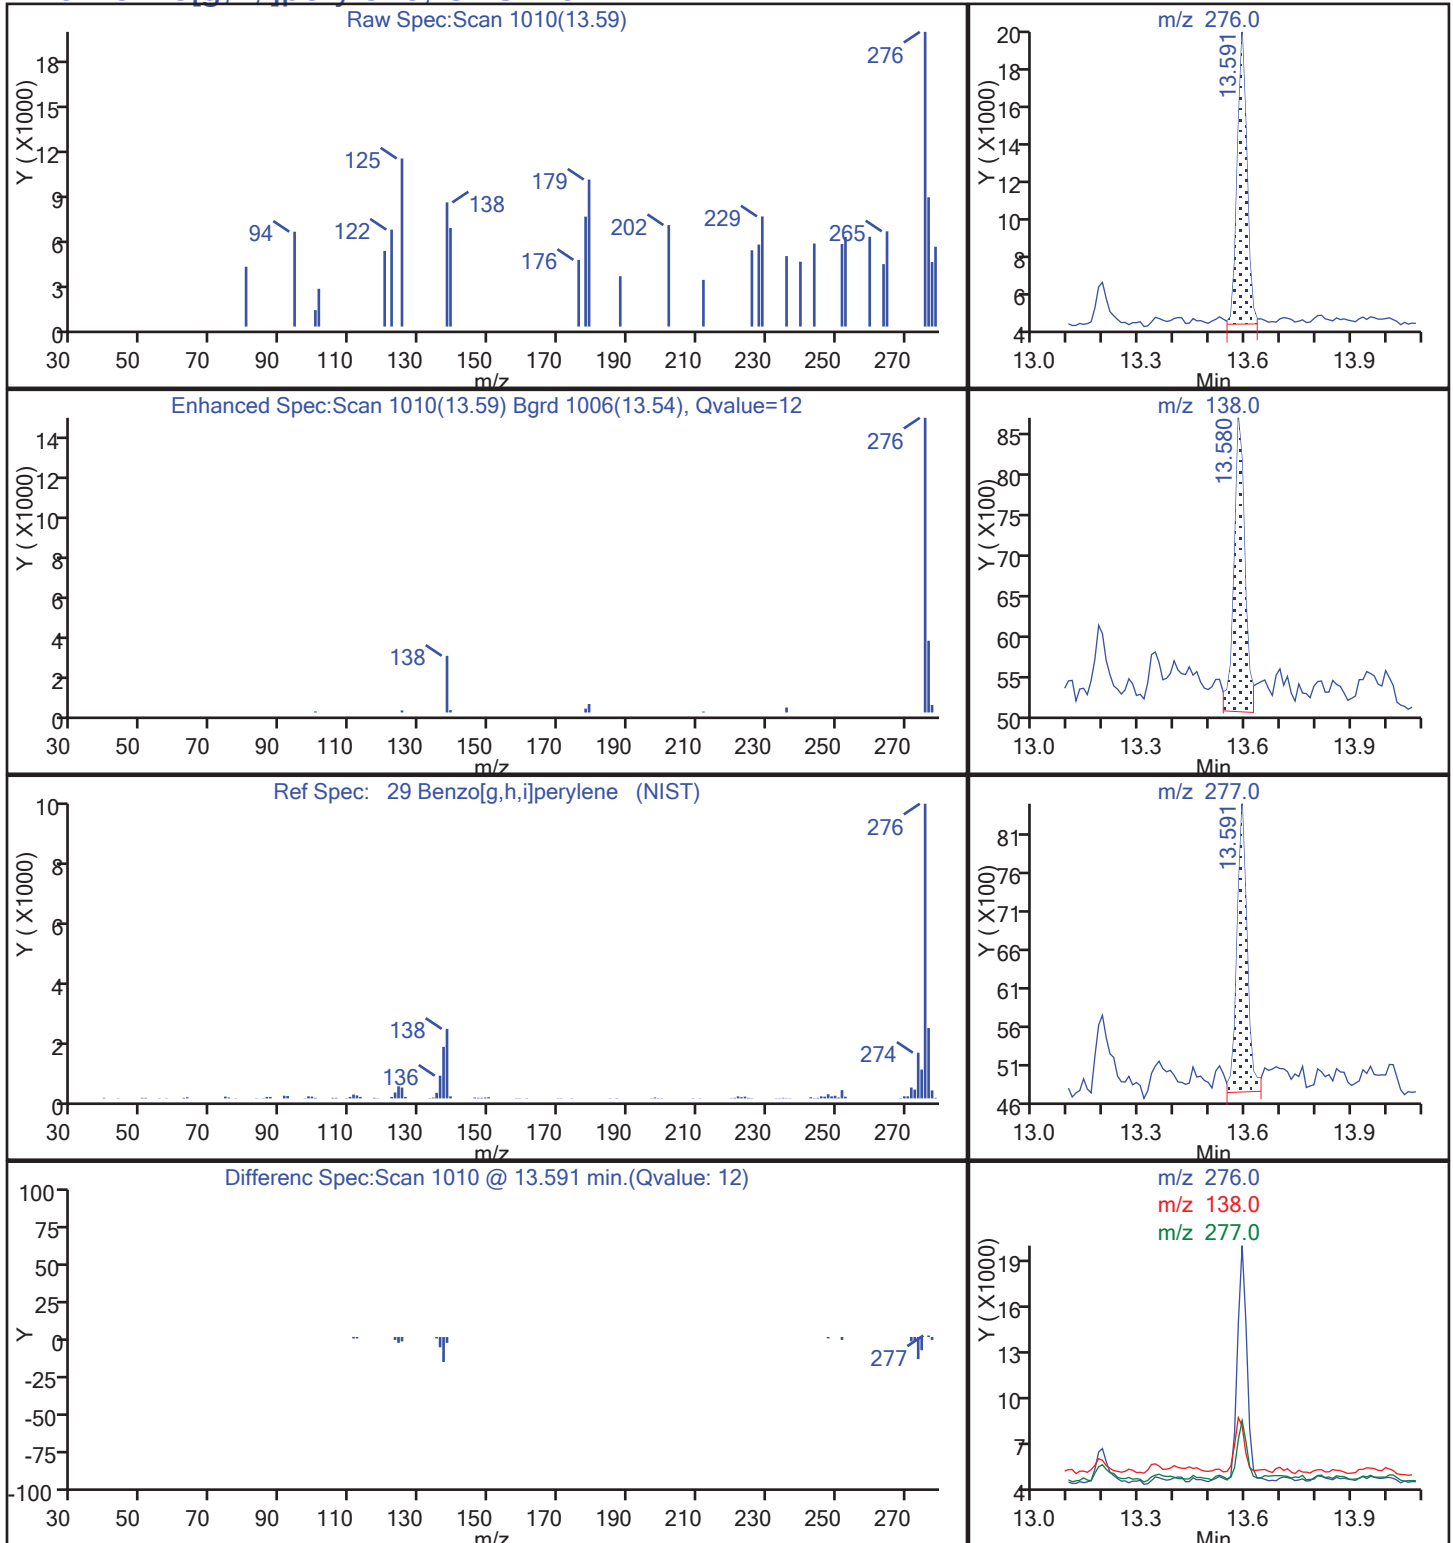 Raw Spec:Scan 1010(13.59)
Y ( X1000)
18
15
12
9
6
3
0
276
125
179
138
94
122
176
202
229
265
30 50 70 90 110 130 150 170 190 210 230 250 270
m/z
m/z 276.0
Y ( X1000)
20
18
16
14
12
10
8
6
4
13.591
13.0 13.3 13.6 13.9
Min
Enhanced Spec:Scan 1010(13.59) Bgrd 1006(13.54), Qvalue=12
Y ( X1000)
14
12
10
8
6
4
2
0
276
138
30 50 70 90 110 130 150 170 190 210 230 250 270
m/z
m/z 138.0
Y ( X100)
85
80
75
70
65
60
55
50
13.580
13.0 13.3 13.6 13.9
Min
Ref Spec: 29 Benzo[g,h,i]perylene (NIST)
Y ( X1000)
10
8
6
4
2
0
276
138
136
274
30 50 70 90 110 130 150 170 190 210 230 250 270
m/z
m/z 277.0
Y ( X100)
81
76
71
66
61
56
51
46
13.591
13.0 13.3 13.6 13.9
Min
Differenc Spec:Scan 1010 @ 13.591 min.(Qvalue: 12)
Y
100
75
50
25
0
-25
-50
-75
-100
277
30 50 70 90 110 130 150 170 190 210 230 250 270
m/z
m/z 276.0
m/z 138.0
m/z 277.0
Y ( X1000)
19
16
13
10
7
4
13.0 13.3 13.6 13.9
Min